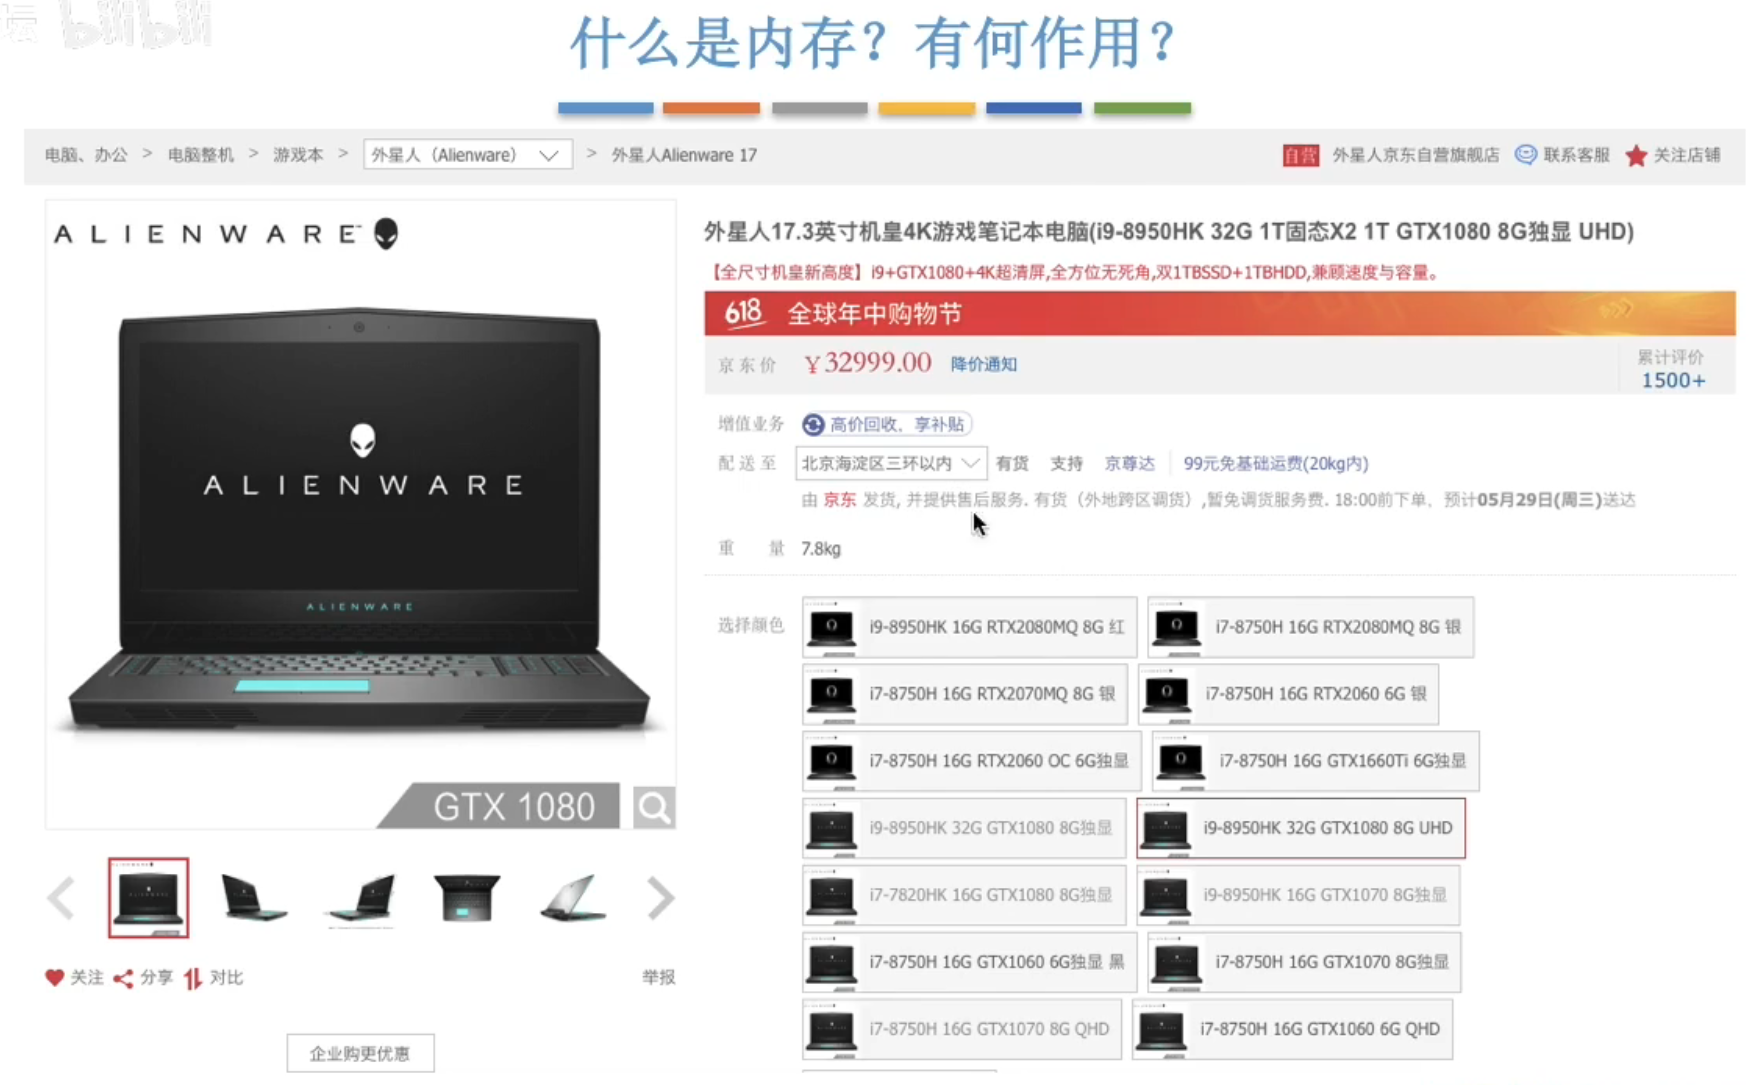 坛 bilibili
什么是内存？有何作用？
电脑、办公 > 电脑整机 > 游戏本 > 外星人（Alienware） > 外星人Alienware 17
自营 外星人京东自营旗舰店 联系客服 关注店铺
ALIENWARE
外星人17.3英寸机皇4K游戏笔记本电脑(i9-8950HK 32G 1T固态X2 1T GTX1080 8G独显 UHD)
【全尺寸机皇新高度】i9+GTX1080+4K超清屏,全方位无死角,双1TBSSD+1TBHDD,兼顾速度与容量。
618 全球年中购物节
京东价 ￥32999.00 降价通知
累计评价
1500+
增值业务 高价回收，享补贴
配送至 北京海淀区三环以内 有货 支持 京尊达 99元免基础运费(20kg内)
由 京东 发货, 并提供售后服务. 有货（外地跨区调货）,暂免调货服务费. 18:00前下单，预计05月29日(周三)送达
重量 7.8kg
ALIENWARE
ALIENWARE
GTX 1080
选择颜色
i9-8950HK 16G RTX2080MQ 8G 红
i7-8750H 16G RTX2080MQ 8G 银
i7-8750H 16G RTX2070MQ 8G 银
i7-8750H 16G RTX2060 6G 银
i7-8750H 16G RTX2060 OC 6G独显
i7-8750H 16G GTX1660Ti 6G独显
i9-8950HK 32G GTX1080 8G独显
i9-8950HK 32G GTX1080 8G UHD
i7-7820HK 16G GTX1080 8G独显
i9-8950HK 16G GTX1070 8G独显
i7-8750H 16G GTX1060 6G独显 黑
i7-8750H 16G GTX1070 8G独显
i7-8750H 16G GTX1070 8G QHD
i7-8750H 16G GTX1060 6G QHD
关注 分享 对比
举报
企业购更优惠